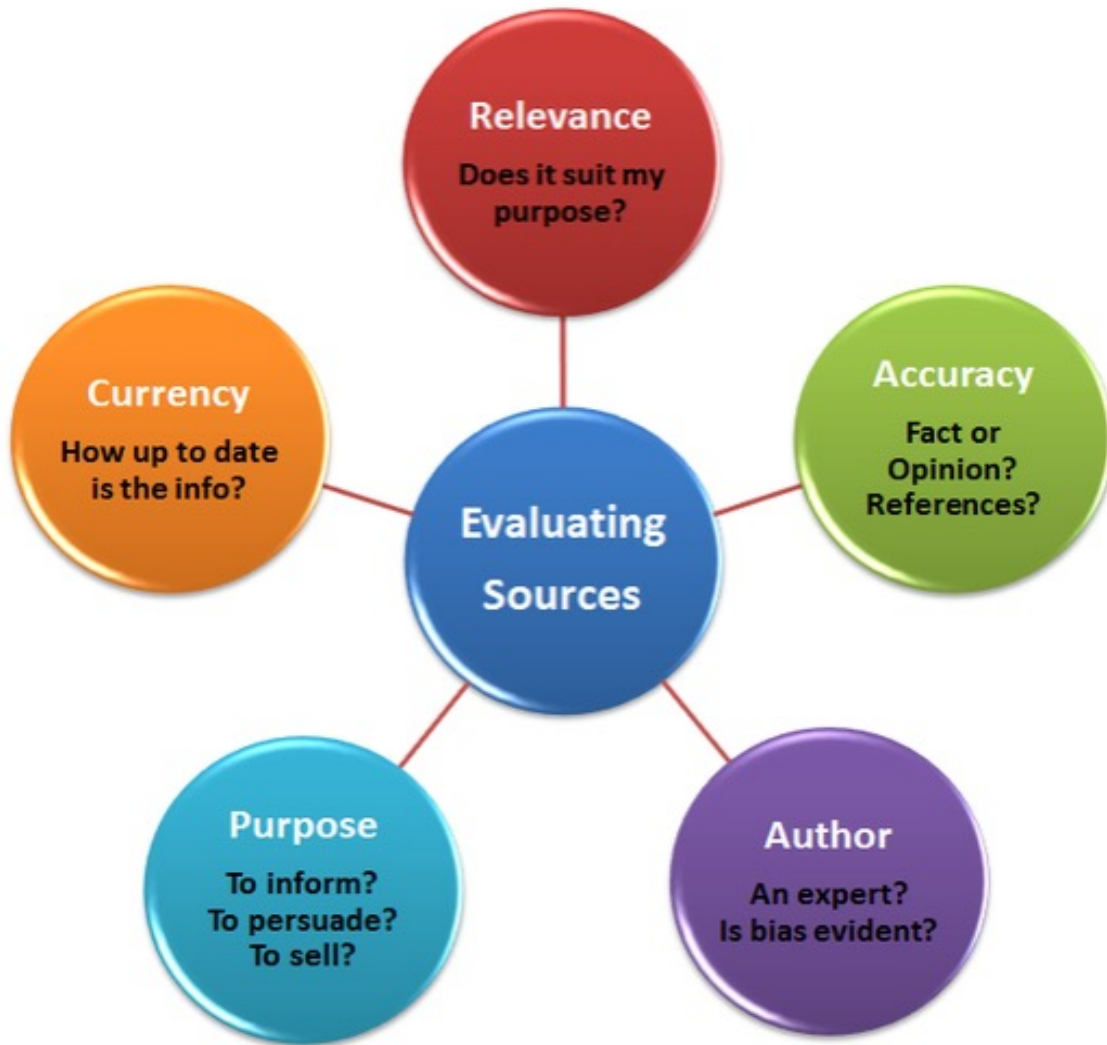 Relevance
Does it suit my
purpose?
Accuracy
Fact or
Opinion?
References?
Author
An expert?
Is bias evident?
Purpose
To inform?
To persuade?
To sell?
Currency
How up to date
is the info?
Evaluating
Sources